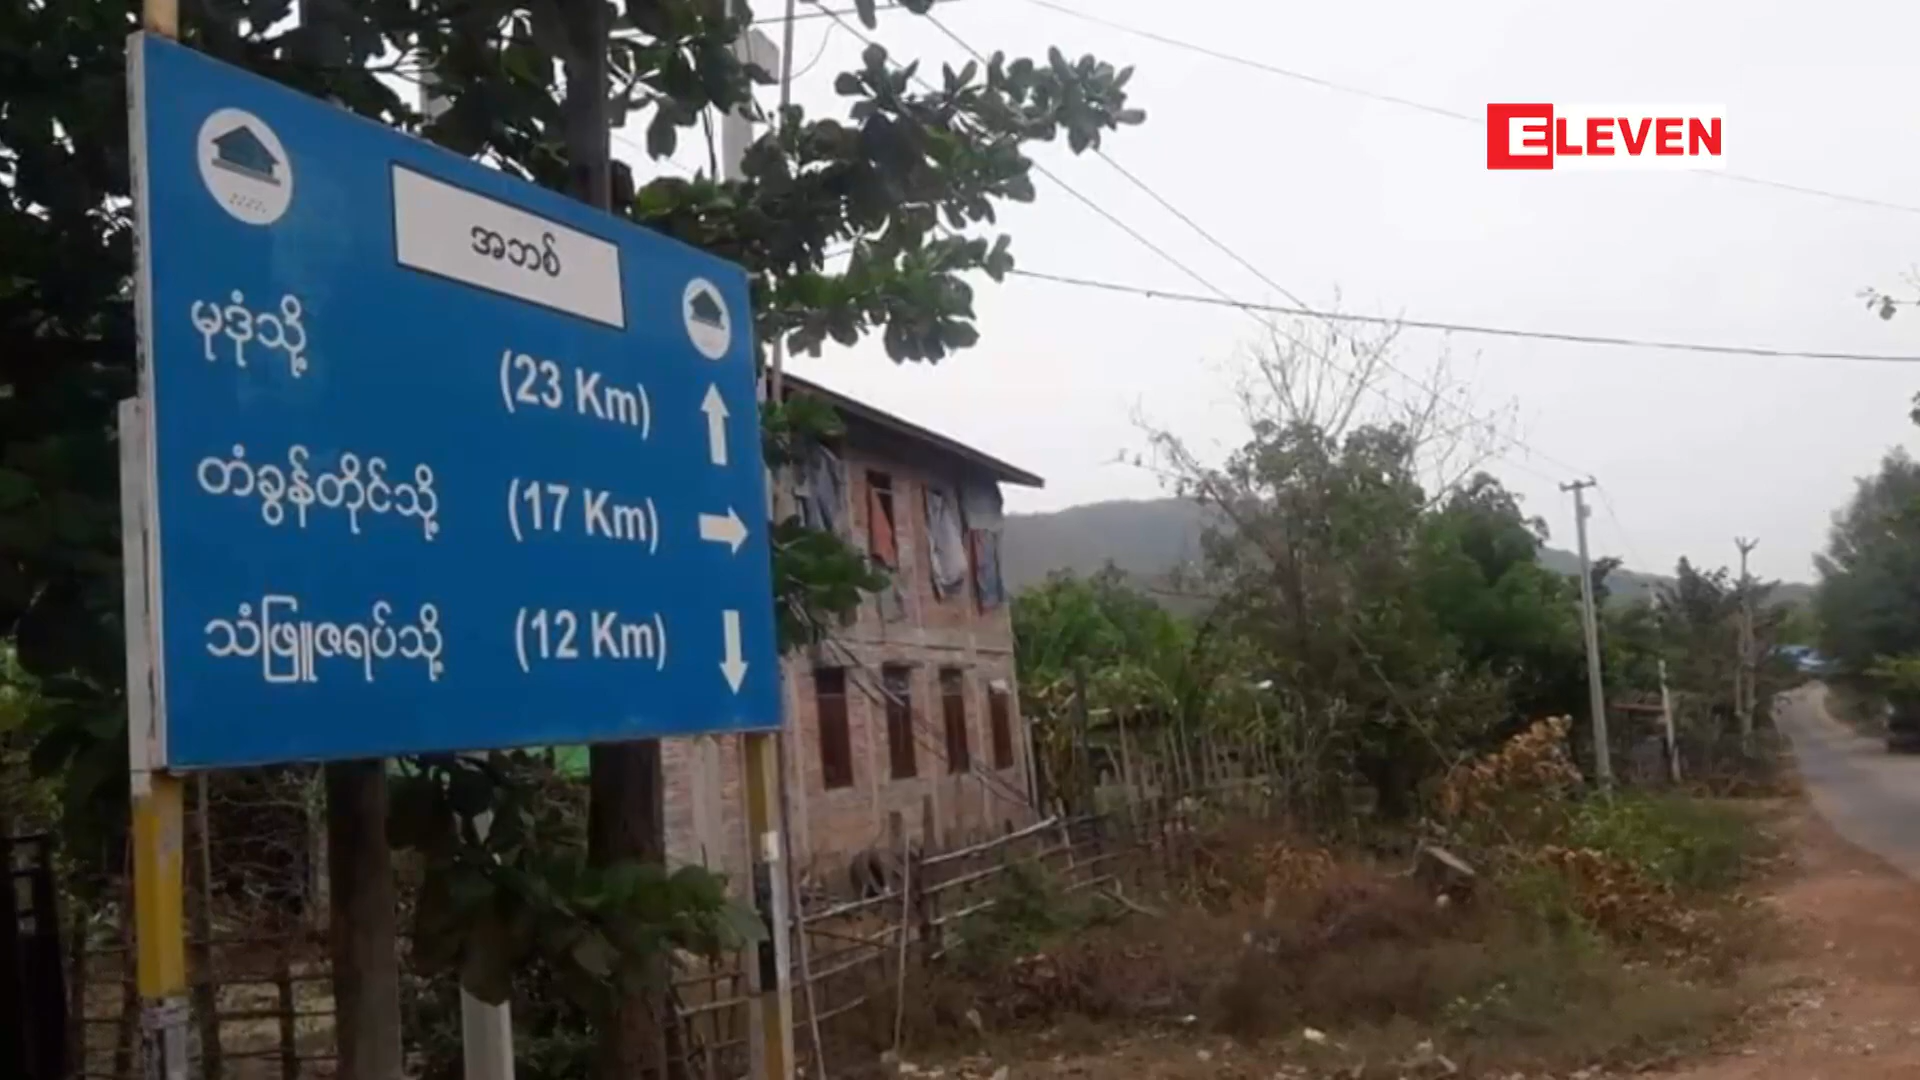 ELEVEN
အဘစ်
မုဒုံသို့ (23 Km)
တံခွန်တိုင်သို့ (17 Km)
သံဖြူဇရပ်သို့ (12 Km)